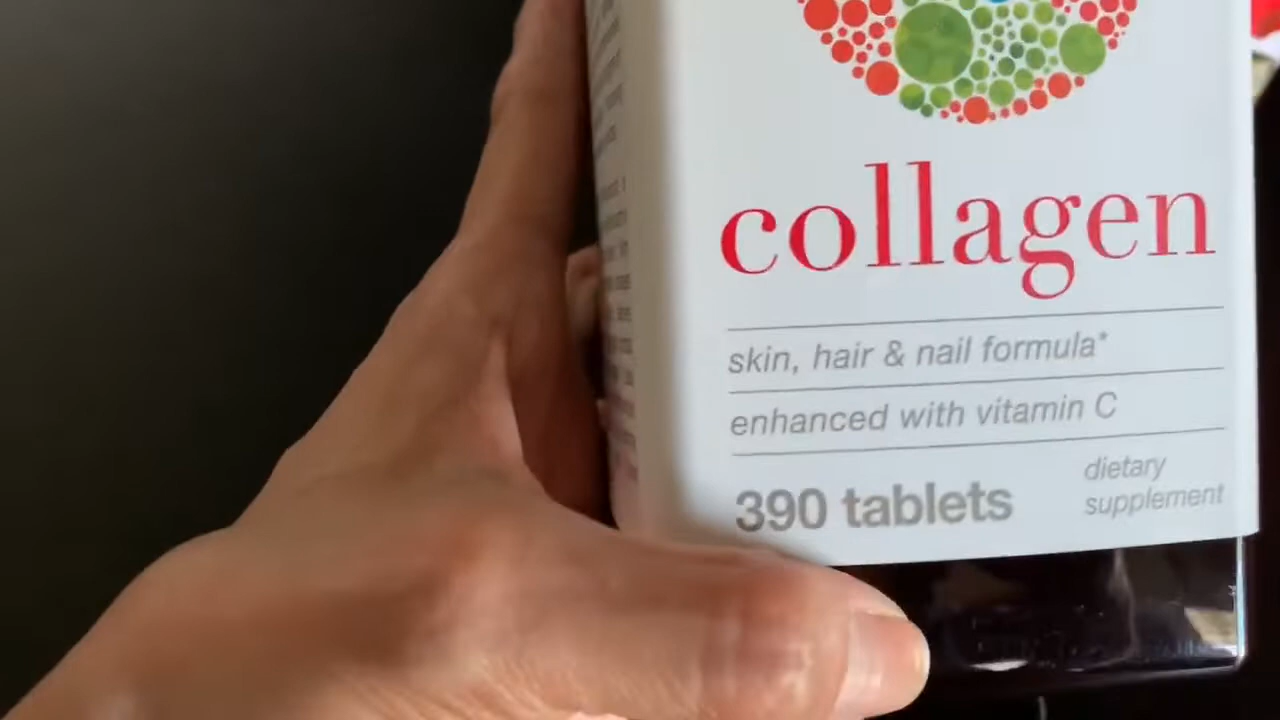 collagen
skin, hair & nail formula*
enhanced with vitamin C
390 tablets
dietary
supplement